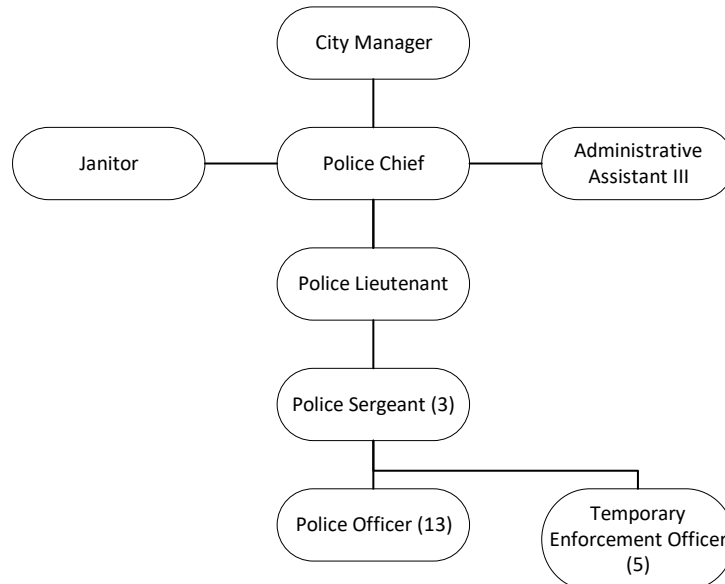 City Manager
Janitor
Police Chief
Administrative
Assistant III
Police Lieutenant
Police Sergeant (3)
Police Officer (13)
Temporary
Enforcement Officer
(5)